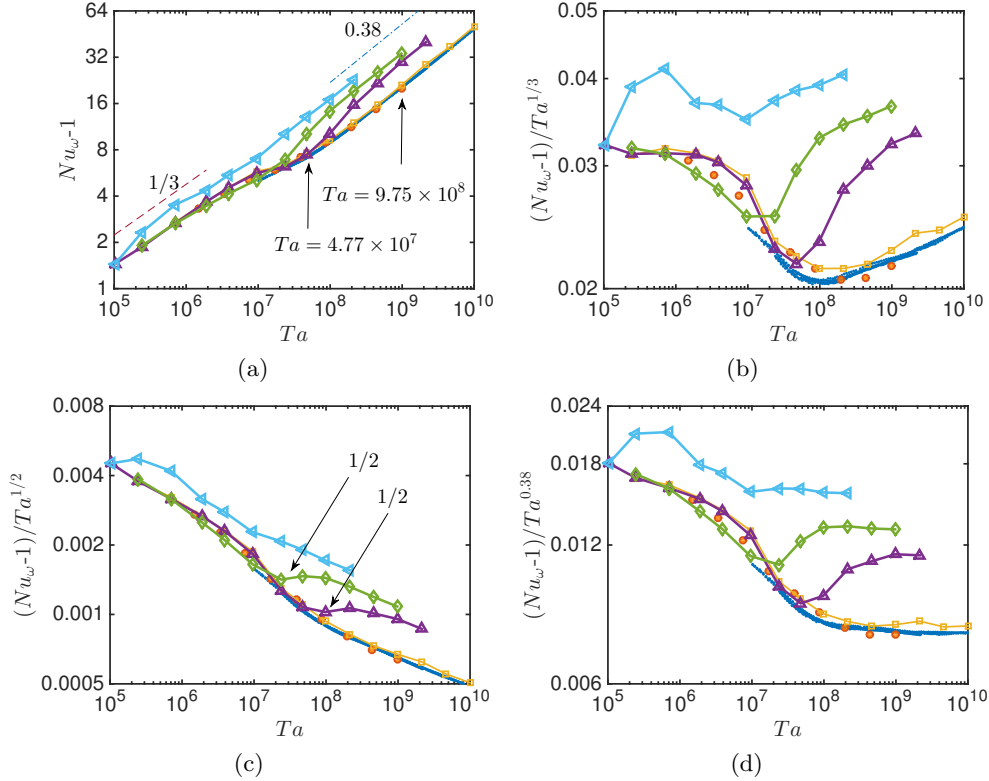 64
32
16
8
4
2
1
Nu_ω-1
10^5 10^6 10^7 10^8 10^9 10^10
Ta
0.38
1/3
Ta = 9.75 × 10^8
Ta = 4.77 × 10^7
(a)
0.05
0.04
0.03
0.02
(Nu_ω-1)/Ta^1/3
10^5 10^6 10^7 10^8 10^9 10^10
Ta
(b)
0.008
0.004
0.002
0.001
0.0005
(Nu_ω-1)/Ta^1/2
10^5 10^6 10^7 10^8 10^9 10^10
Ta
1/2
1/2
(c)
0.024
0.018
0.012
0.006
(Nu_ω-1)/Ta^0.38
10^5 10^6 10^7 10^8 10^9 10^10
Ta
(d)